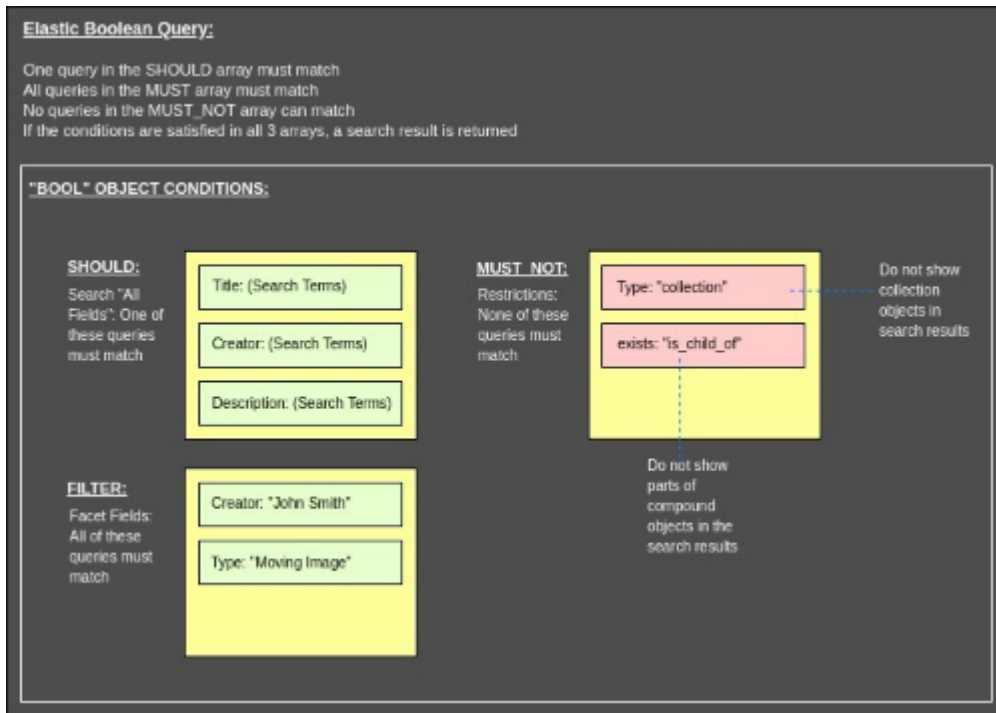 Elastic Boolean Query:
One query in the SHOULD array must match
All queries in the MUST array must match
No queries in the MUST_NOT array can match
If the conditions are satisfied in all 3 arrays, a search result is returned
"BOOL" OBJECT CONDITIONS:
SHOULD:
Search "All
Fields": One of
these queries
must match
Title: (Search Terms)
Creator: (Search Terms)
Description: (Search Terms)
MUST_NOT:
Restrictions:
None of these
queries must
match
Type: "collection"
exists: "is_child_of"
Do not show
collection
objects in
search results
Do not show
parts of
compound
objects in the
search results
FILTER:
Facet Fields:
All of these
queries must
match
Creator: "John Smith"
Type: "Moving Image"